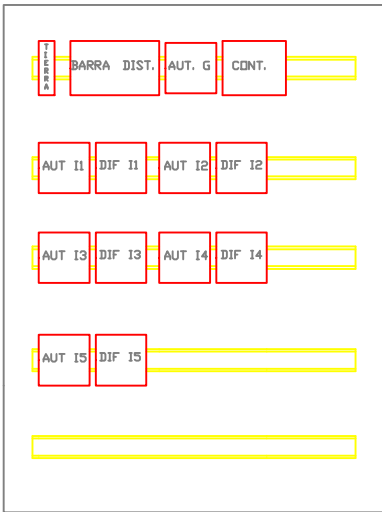 TIERRA BARRA DIST. AUT. G CONT.
AUT I1 DIF I1 AUT I2 DIF I2
AUT I3 DIF I3 AUT I4 DIF I4
AUT I5 DIF I5